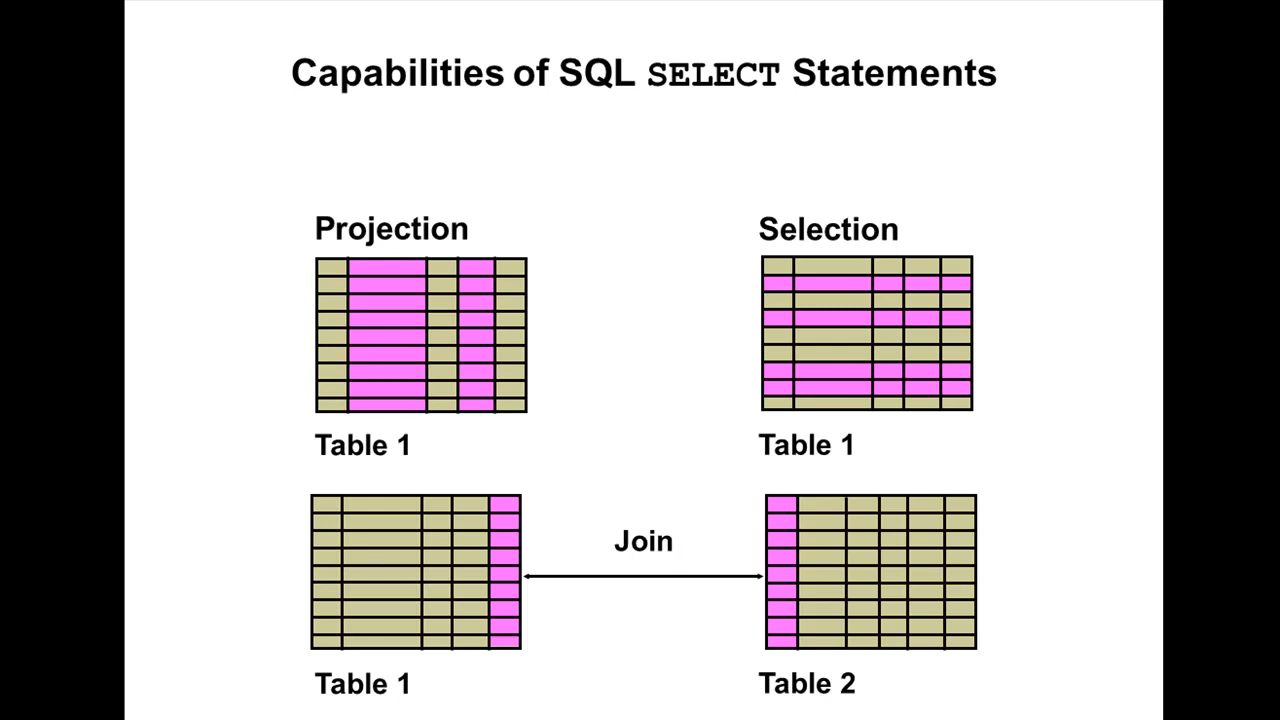 Capabilities of SQL SELECT Statements
Projection
Selection
Table 1
Table 1
Join
Table 1
Table 2